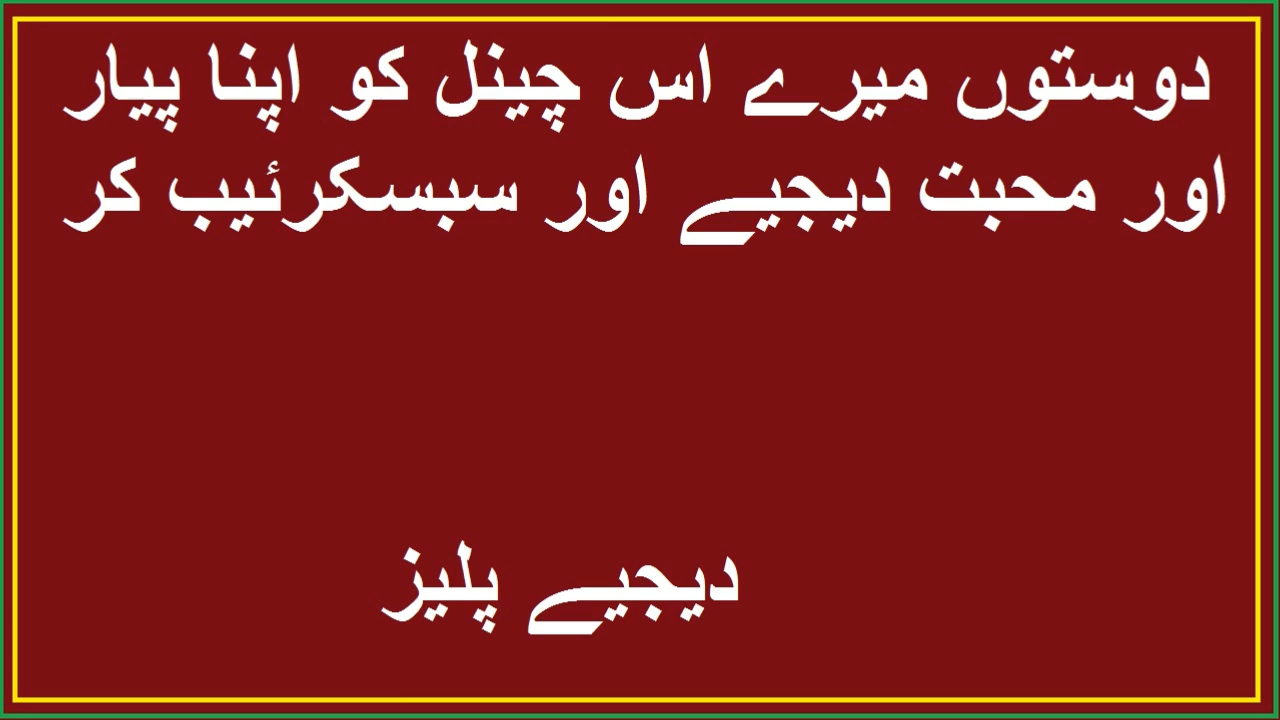 دوستوں میرے اس چینل کو اپنا پیار
اور محبت دیجیے اور سبسکرئیب کر
دیجیے پلیز